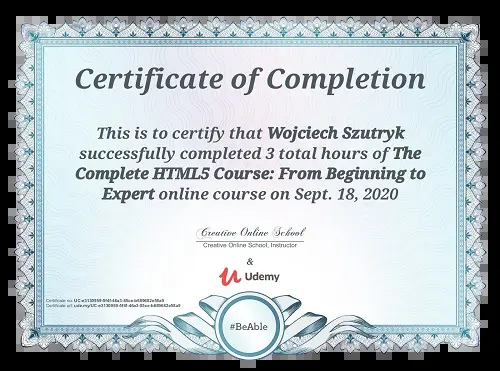 Certificate of Completion
This is to certify that Wojciech Szutryk
successfully completed 3 total hours of The
Complete HTML5 Course: From Beginning to
Expert online course on Sept. 18, 2020
Creative Online School
Creative Online School, Instructor
&
Udemy
Certificate no:
Certificate url:
#BeAble